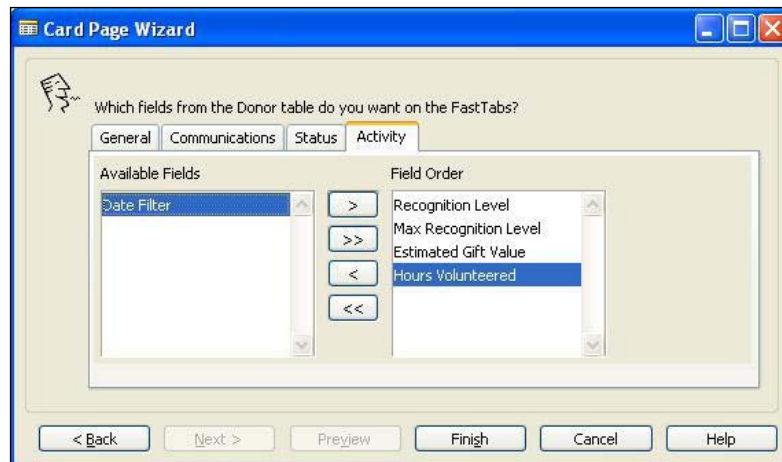 Card Page Wizard
Which fields from the Donor table do you want on the FastTabs?
General Communications Status Activity
Available Fields Field Order
Date Filter
Recognition Level
Max Recognition Level
Estimated Gift Value
Hours Volunteered
>
>>
<
<<
< Back Next > Preview Finish Cancel Help